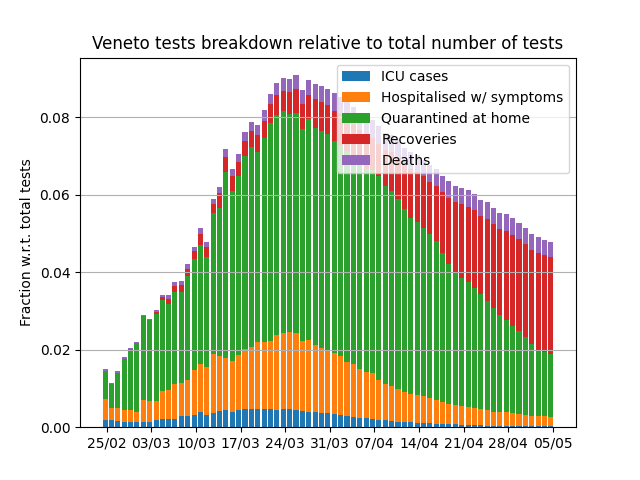 Veneto tests breakdown relative to total number of tests
ICU cases
Hospitalised w/ symptoms
Quarantined at home
Recoveries
Deaths
Fraction w.r.t. total tests
0.08
0.06
0.04
0.02
0.00
25/02 03/03 10/03 17/03 24/03 31/03 07/04 14/04 21/04 28/04 05/05